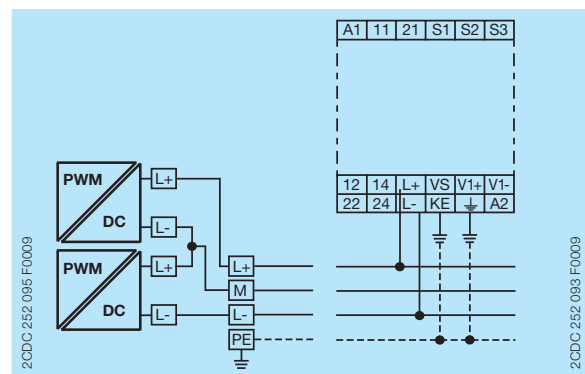 A1 11 21 S1 S2 S3
12 14 L+ VS V1+ V1-
22 24 L- KE A2
PWM
DC
L+
L-
PWM
DC
L+
L-
L+
M
L-
PE
2CDC 252 095 F0009
2CDC 252 093 F0009